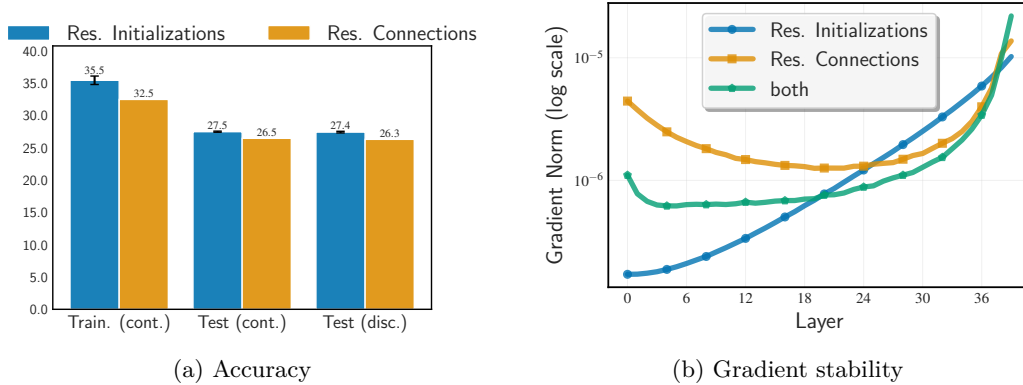 Res. Initializations
Res. Connections
40.0
35.0
30.0
25.0
20.0
15.0
10.0
5.0
0.0
35.5
32.5
27.5
26.5
27.4
26.3
Train. (cont.)
Test (cont.)
Test (disc.)
(a) Accuracy
Gradient Norm (log scale)
10⁻⁵
10⁻⁶
Res. Initializations
Res. Connections
both
0
6
12
18
24
30
36
Layer
(b) Gradient stability